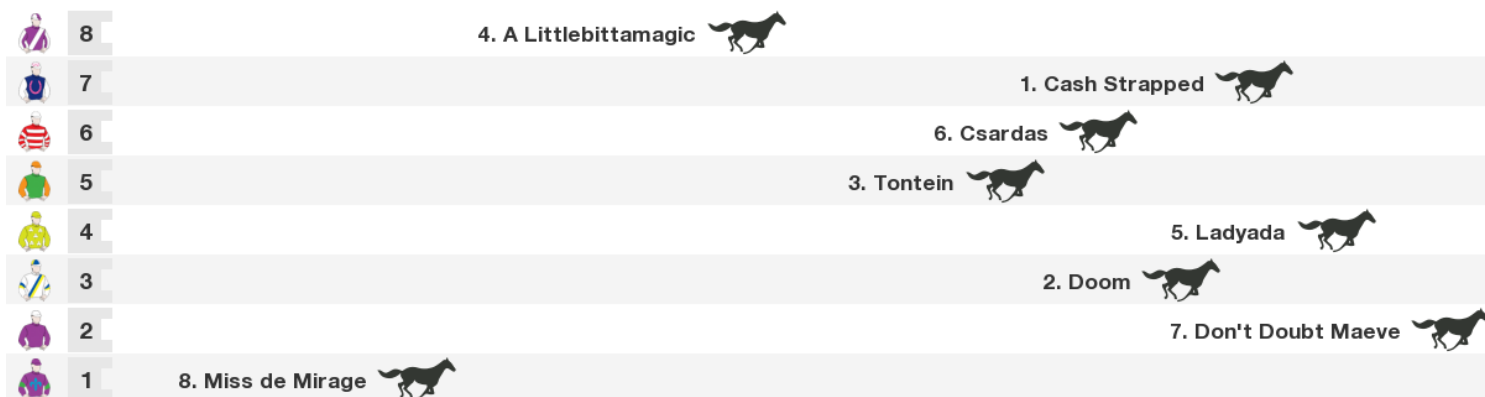 8 4. A Littlebittamagic
7 1. Cash Strapped
6 6. Csardas
5 3. Tontein
4 5. Ladyada
3 2. Doom
2 7. Don't Doubt Maeve
1 8. Miss de Mirage